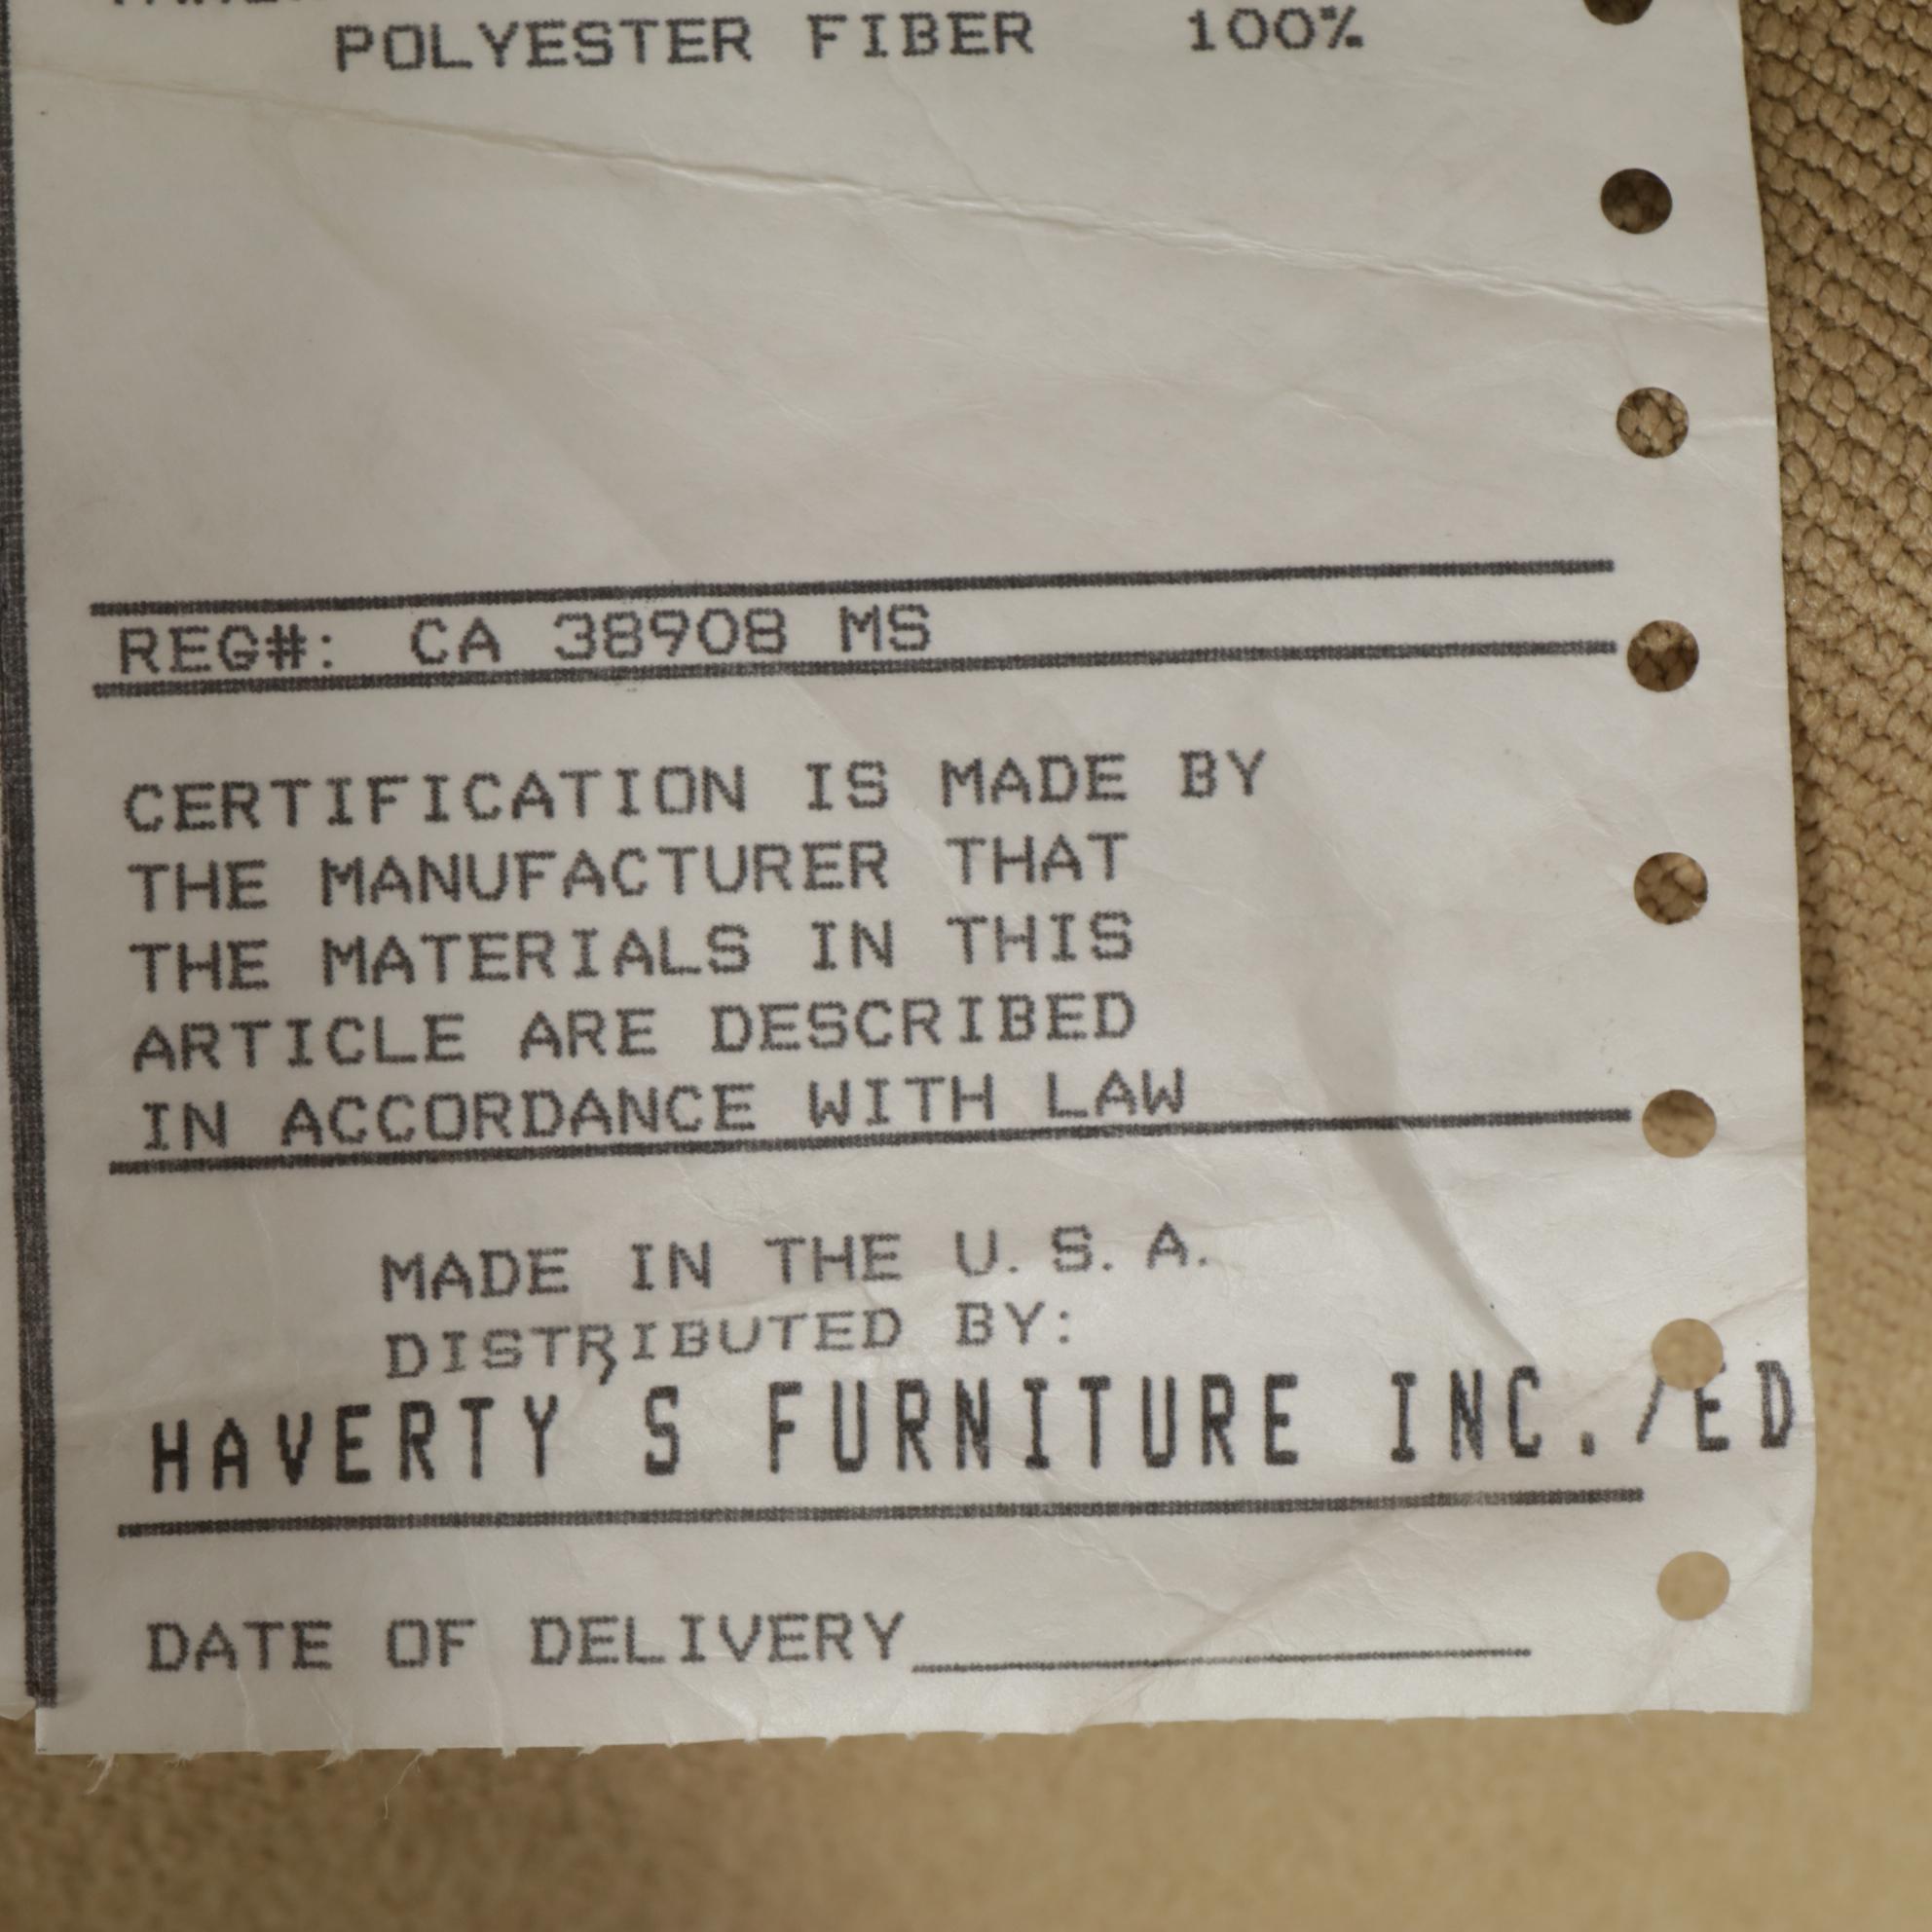 POLYESTER FIBER 100%
REG#: CA 38908 MS
CERTIFICATION IS MADE BY
THE MANUFACTURER THAT
THE MATERIALS IN THIS
ARTICLE ARE DESCRIBED
IN ACCORDANCE WITH LAW
MADE IN THE U.S.A.
DISTRIBUTED BY:
HAVERTY S FURNITURE INC./ED
DATE OF DELIVERY